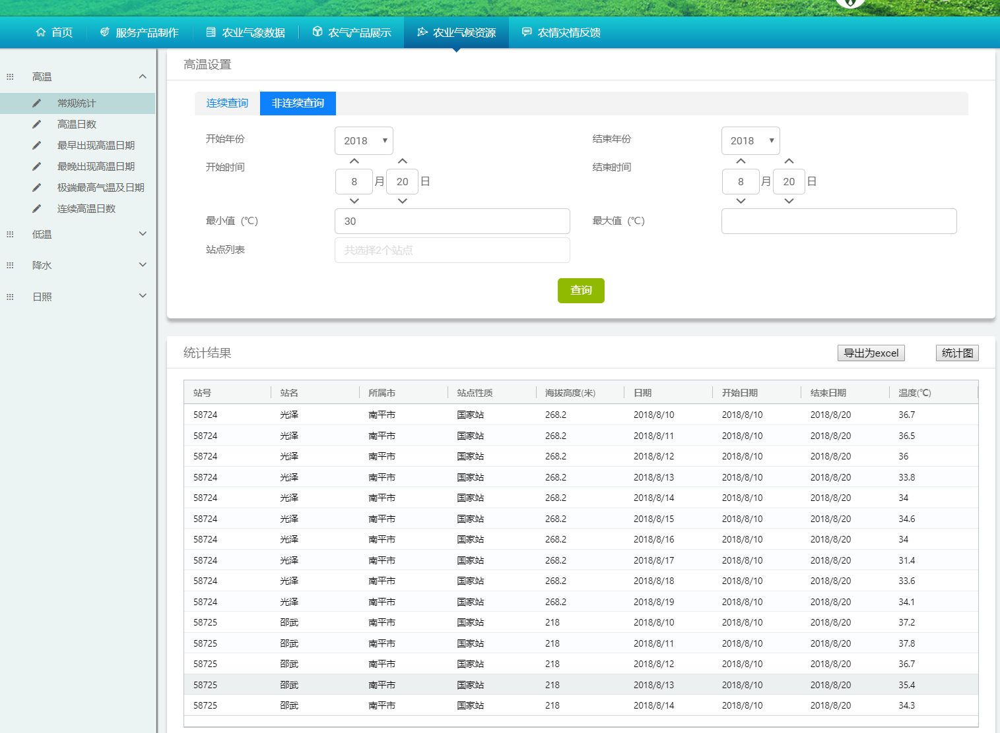 首页 服务产品制作 农业气象数据 农气产品展示 农业气候资源 农情灾情反馈
高温
常规统计
高温日数
最早出现高温日期
最晚出现高温日期
极端最高气温及日期
连续高温日数
低温
降水
日照
高温设置
连续查询 非连续查询
开始年份 2018 结束年份 2018
开始时间 8 月 20 日 结束时间 8 月 20 日
最小值 (℃) 30 最大值 (℃)
站点列表 共选择2个站点
查询
统计结果 导出为excel 统计图
站号 站名 所属市 站点性质 海拔高度(米) 日期 开始日期 结束日期 温度(℃)
58724 光泽 南平市 国家站 268.2 2018/8/10 2018/8/10 2018/8/20 36.7
58724 光泽 南平市 国家站 268.2 2018/8/11 2018/8/10 2018/8/20 36.5
58724 光泽 南平市 国家站 268.2 2018/8/12 2018/8/10 2018/8/20 36
58724 光泽 南平市 国家站 268.2 2018/8/13 2018/8/10 2018/8/20 33.8
58724 光泽 南平市 国家站 268.2 2018/8/14 2018/8/10 2018/8/20 34
58724 光泽 南平市 国家站 268.2 2018/8/15 2018/8/10 2018/8/20 34.6
58724 光泽 南平市 国家站 268.2 2018/8/16 2018/8/10 2018/8/20 34
58724 光泽 南平市 国家站 268.2 2018/8/17 2018/8/10 2018/8/20 31.4
58724 光泽 南平市 国家站 268.2 2018/8/18 2018/8/10 2018/8/20 33.6
58724 光泽 南平市 国家站 268.2 2018/8/19 2018/8/10 2018/8/20 34.1
58725 邵武 南平市 国家站 218 2018/8/10 2018/8/10 2018/8/20 37.2
58725 邵武 南平市 国家站 218 2018/8/11 2018/8/10 2018/8/20 37.8
58725 邵武 南平市 国家站 218 2018/8/12 2018/8/10 2018/8/20 36.7
58725 邵武 南平市 国家站 218 2018/8/13 2018/8/10 2018/8/20 35.4
58725 邵武 南平市 国家站 218 2018/8/14 2018/8/10 2018/8/20 34.3